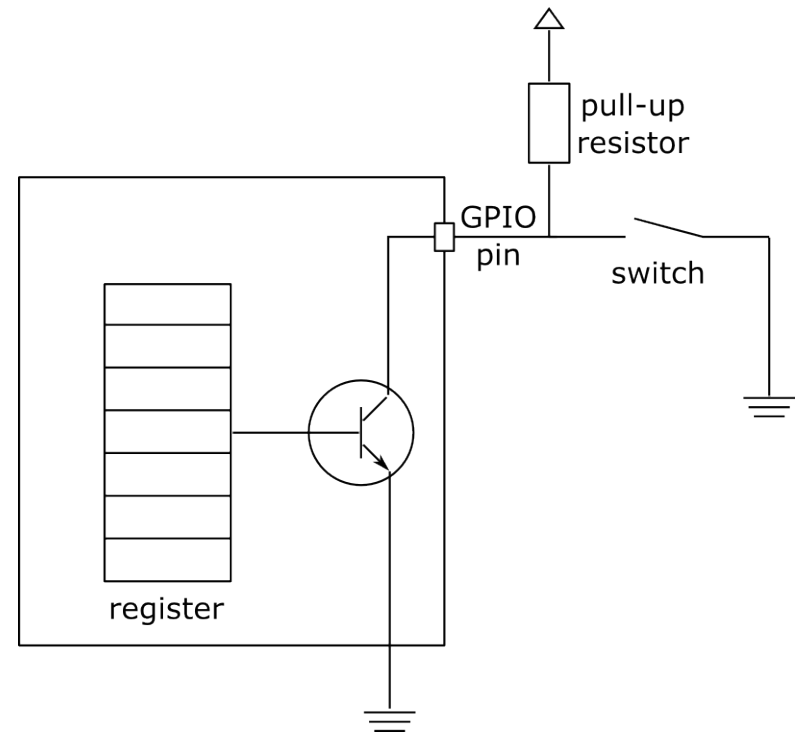 pull-up
resistor
GPIO
pin
switch
register